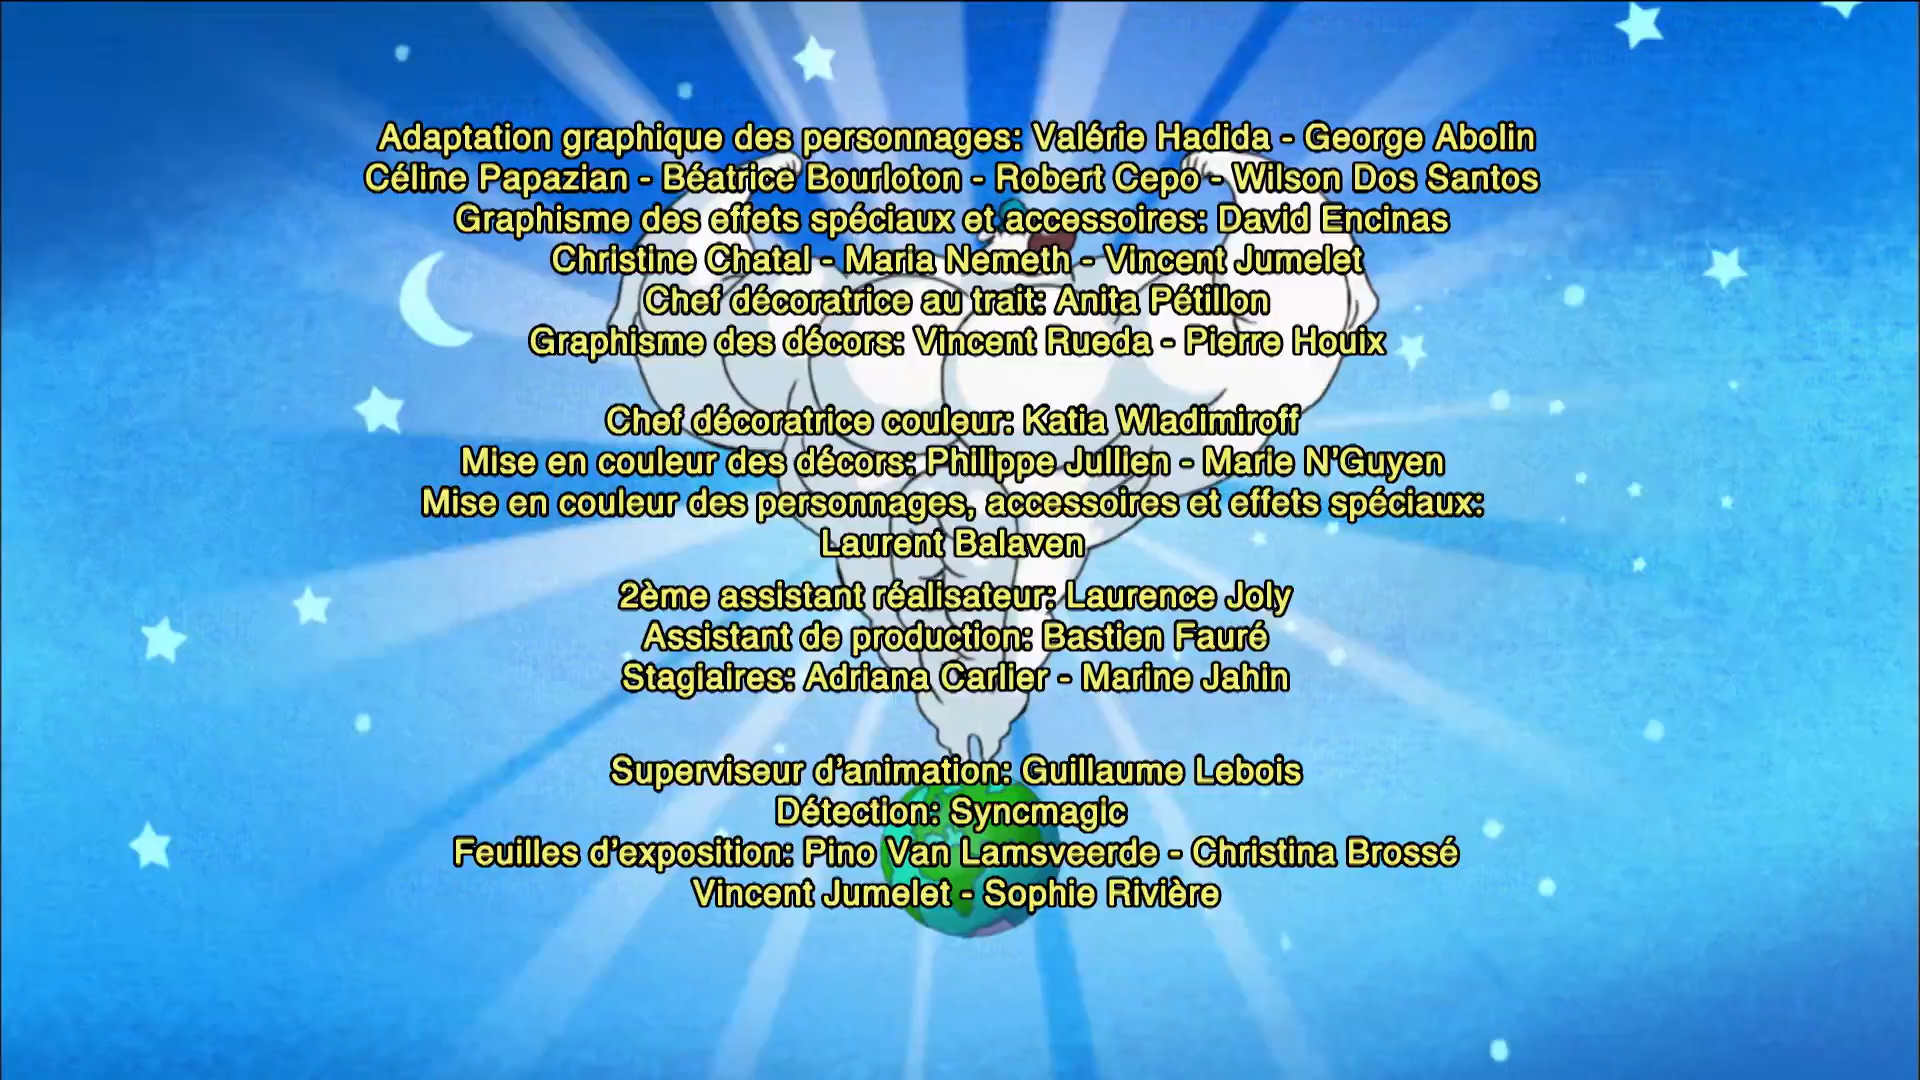 Adaptation graphique des personnages: Valérie Hadida - George Abolin
Céline Papazian - Béatrice Bourloton - Robert Cepo - Wilson Dos Santos
Graphisme des effets spéciaux et accessoires: David Encinas
Christine Chatal - Maria Nemeth - Vincent Jumelet
Chef décoratrice au trait: Anita Pétillon
Graphisme des décors: Vincent Rueda - Pierre Houix
Chef décoratrice couleur: Katia Wladimiroff
Mise en couleur des décors: Philippe Jullien - Marie N'Guyen
Mise en couleur des personnages, accessoires et effets spéciaux:
Laurent Balaven
2ème assistant réalisateur: Laurence Joly
Assistant de production: Bastien Fauré
Stagiaires: Adriana Carlier - Marine Jahin
Superviseur d'animation: Guillaume Lebois
Détection: Syncmagic
Feuilles d'exposition: Pino Van Lamsveerde - Christina Brossé
Vincent Jumelet - Sophie Rivière